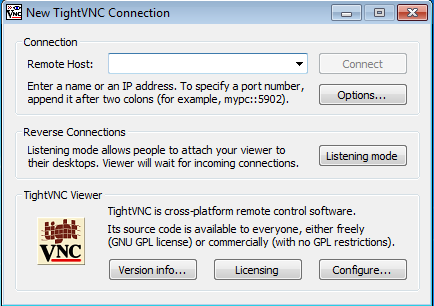 New TightVNC Connection
Connection
Remote Host:
Connect
Enter a name or an IP address. To specify a port number,
append it after two colons (for example, mypc::5902).
Options...
Reverse Connections
Listening mode allows people to attach your viewer to
their desktops. Viewer will wait for incoming connections.
Listening mode
TightVNC Viewer
tight
VNC
TightVNC is cross-platform remote control software.
Its source code is available to everyone, either freely
(GNU GPL license) or commercially (with no GPL restrictions).
Version info...
Licensing
Configure...